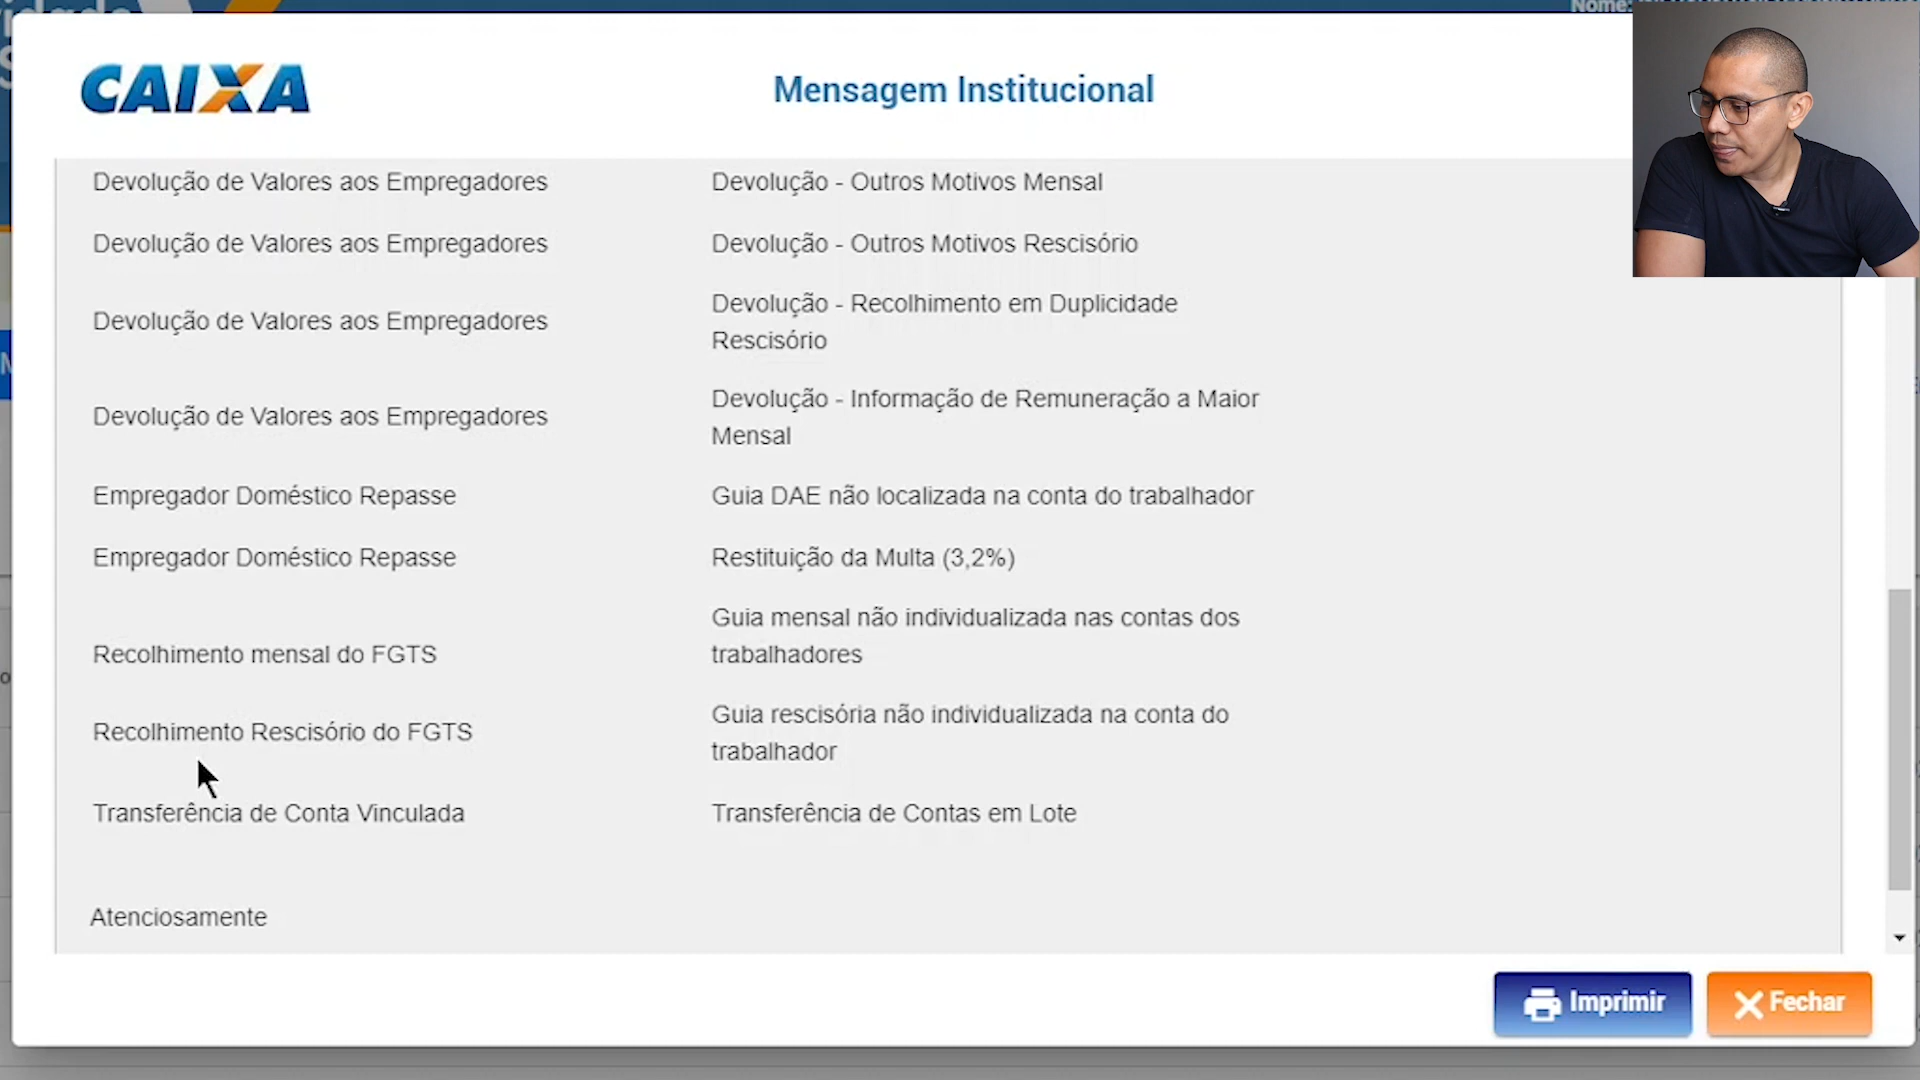 Nome:
CAIXA
Mensagem Institucional
Devolução de Valores aos Empregadores
Devolução - Outros Motivos Mensal
Devolução de Valores aos Empregadores
Devolução - Outros Motivos Rescisório
Devolução de Valores aos Empregadores
Devolução - Recolhimento em Duplicidade
Rescisório
Devolução de Valores aos Empregadores
Devolução - Informação de Remuneração a Maior
Mensal
Empregador Doméstico Repasse
Guia DAE não localizada na conta do trabalhador
Empregador Doméstico Repasse
Restituição da Multa (3,2%)
Recolhimento mensal do FGTS
Guia mensal não individualizada nas contas dos
trabalhadores
Recolhimento Rescisório do FGTS
Guia rescisória não individualizada na conta do
trabalhador
Transferência de Conta Vinculada
Transferência de Contas em Lote
Atenciosamente
Imprimir
Fechar